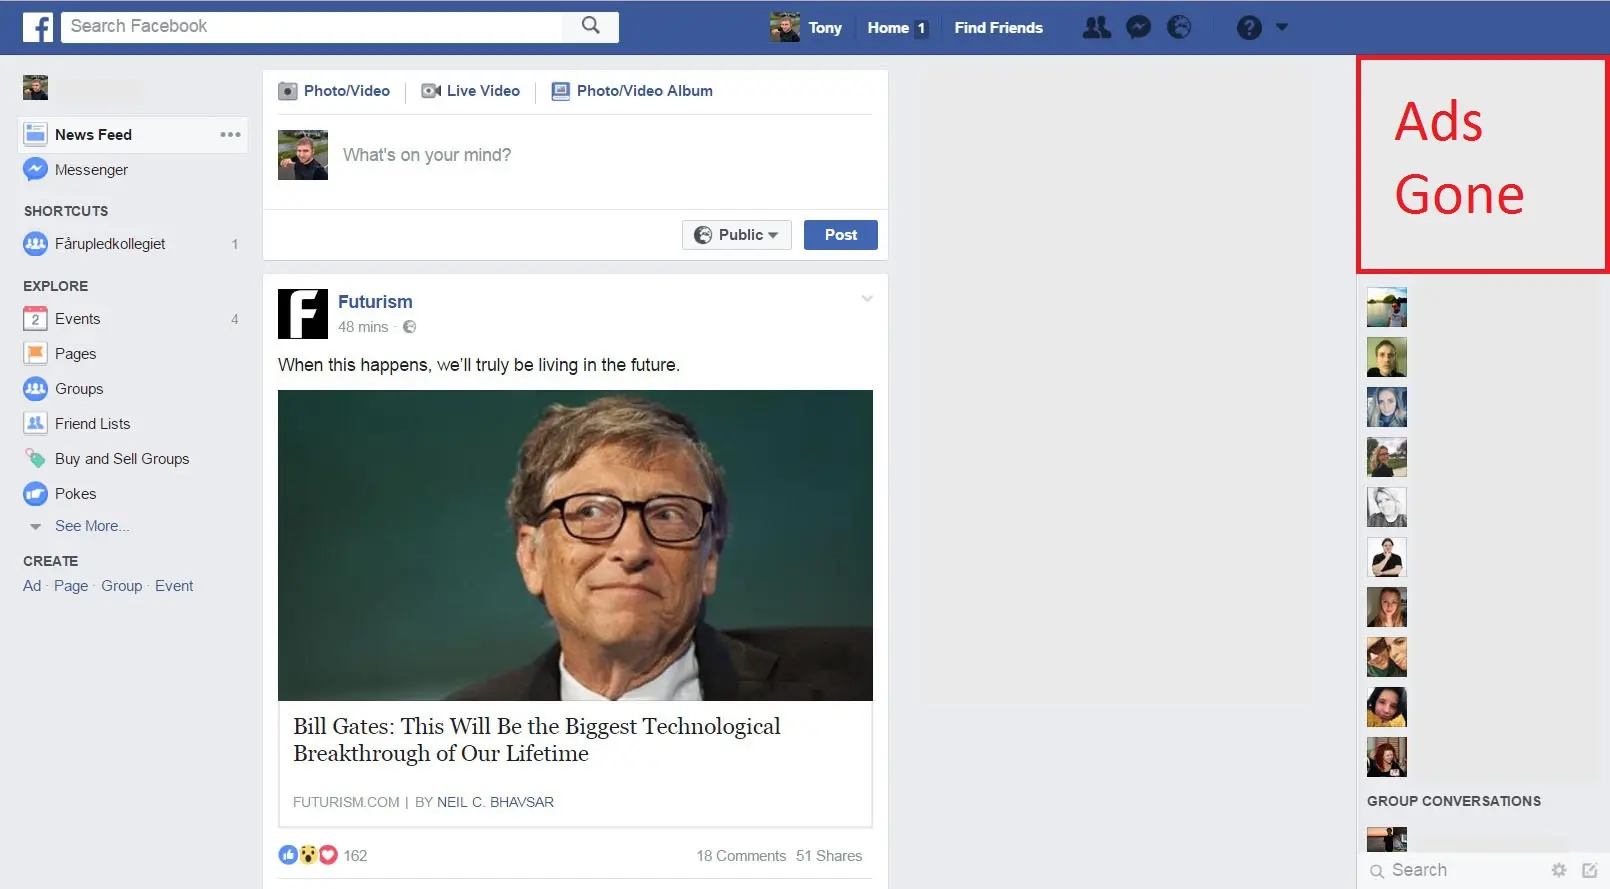 f
Search Facebook
Tony
Home 1
Find Friends
?
News Feed
Messenger
SHORTCUTS
Fårupledkollegiet 1
EXPLORE
2 Events 4
Pages
Groups
Friend Lists
Buy and Sell Groups
Pokes
See More...
CREATE
Ad · Page · Group · Event
Photo/Video
Live Video
Photo/Video Album
What's on your mind?
Public
Post
F
Futurism
48 mins ·
When this happens, we'll truly be living in the future.
Bill Gates: This Will Be the Biggest Technological
Breakthrough of Our Lifetime
FUTURISM.COM | BY NEIL C. BHAVSAR
162
18 Comments 51 Shares
Ads
Gone
GROUP CONVERSATIONS
Search